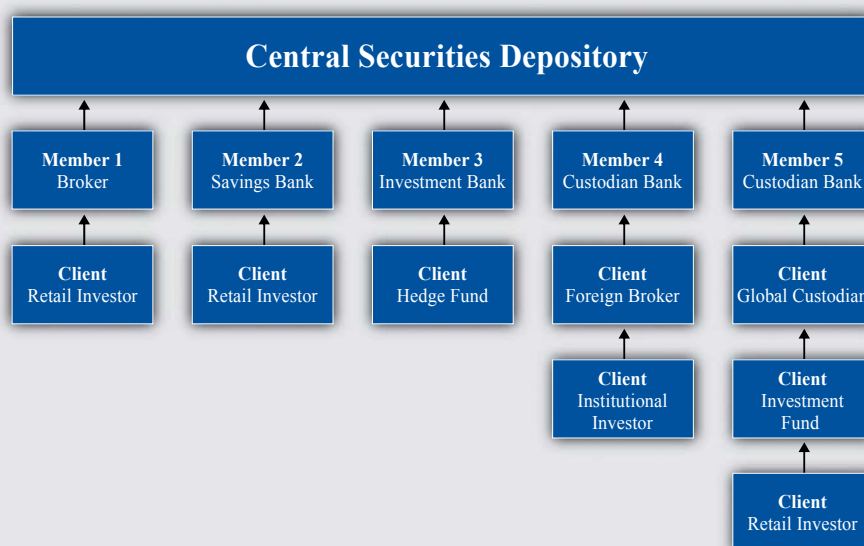 Central Securities Depository
Member 1
Broker
Member 2
Savings Bank
Member 3
Investment Bank
Member 4
Custodian Bank
Member 5
Custodian Bank
Client
Retail Investor
Client
Retail Investor
Client
Hedge Fund
Client
Foreign Broker
Client
Global Custodian
Client
Institutional
Investor
Client
Investment
Fund
Client
Retail Investor